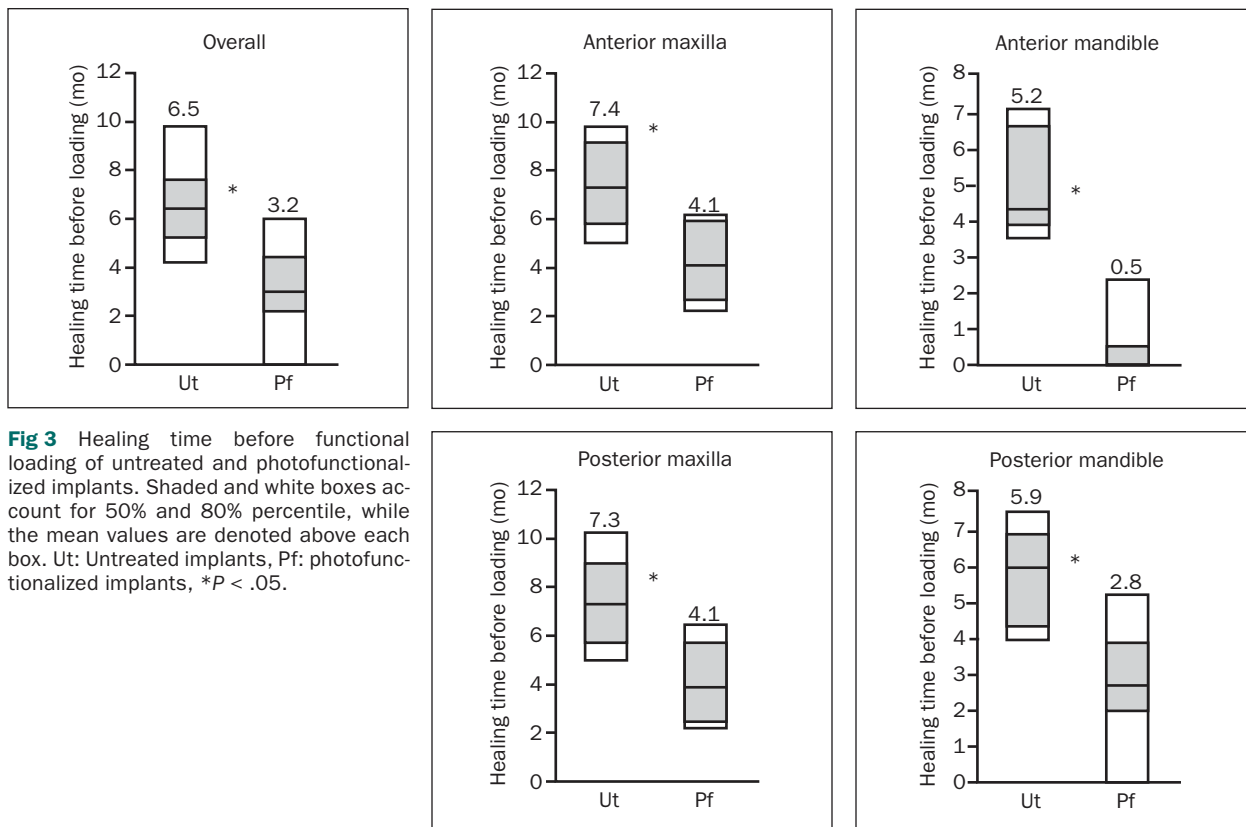 Overall
Healing time before loading (mo)
12
10
8
6
4
2
0
6.5
*
3.2
Ut Pf
Anterior maxilla
Healing time before loading (mo)
12
10
8
6
4
2
0
7.4
*
4.1
Ut Pf
Anterior mandible
Healing time before loading (mo)
8
7
6
5
4
3
2
1
0
5.2
*
0.5
Ut Pf
Fig 3 Healing time before functional
loading of untreated and photofunctional-
ized implants. Shaded and white boxes ac-
count for 50% and 80% percentile, while
the mean values are denoted above each
box. Ut: Untreated implants, Pf: photofunc-
tionalized implants, *P < .05.
Posterior maxilla
Healing time before loading (mo)
12
10
8
6
4
2
0
7.3
*
4.1
Ut Pf
Posterior mandible
Healing time before loading (mo)
8
7
6
5
4
3
2
1
0
5.9
*
2.8
Ut Pf